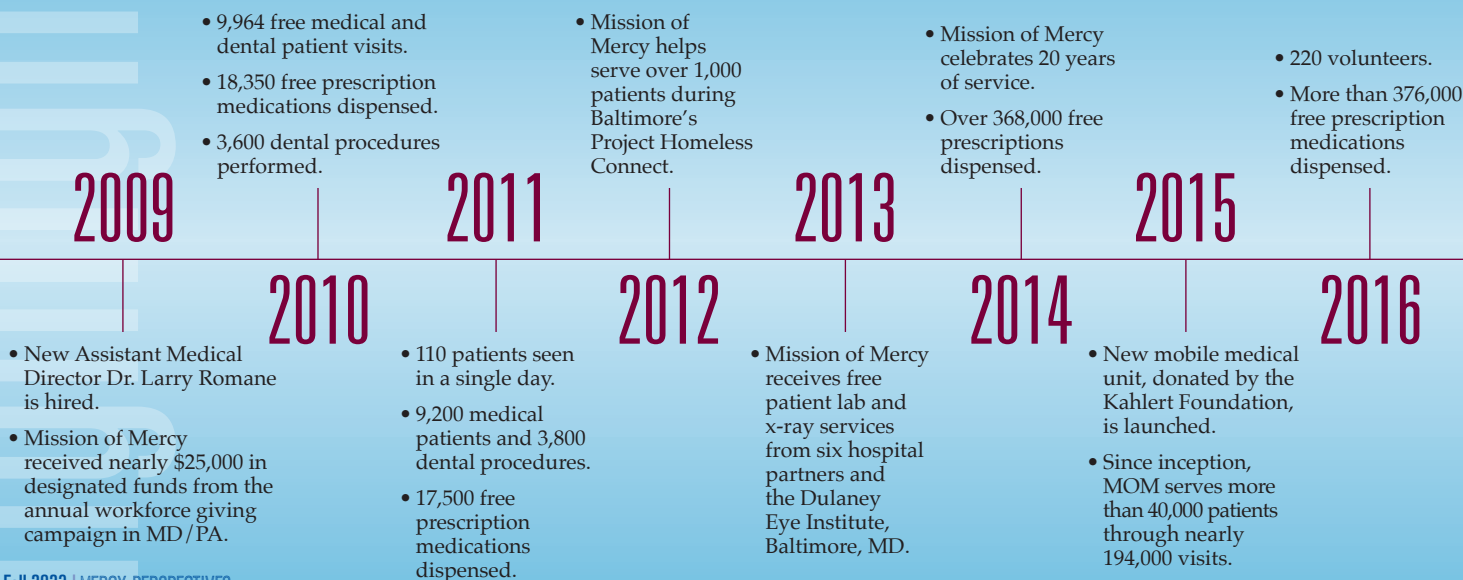 2009
• New Assistant Medical
Director Dr. Larry Romane
is hired.
• Mission of Mercy
received nearly $25,000 in
designated funds from the
annual workforce giving
campaign in MD/PA.
• 9,964 free medical and
dental patient visits.
• 18,350 free prescription
medications dispensed.
• 3,600 dental procedures
performed.
2010
2011
• 110 patients seen
in a single day.
• 9,200 medical
patients and 3,800
dental procedures.
• 17,500 free
prescription
medications
dispensed.
• Mission of
Mercy helps
serve over 1,000
patients during
Baltimore’s
Project Homeless
Connect.
2012
2013
• Mission of Mercy
receives free
patient lab and
x-ray services
from six hospital
partners and
the Dulaney
Eye Institute,
Baltimore, MD.
• Mission of Mercy
celebrates 20 years
of service.
• Over 368,000 free
prescriptions
dispensed.
2014
2015
• New mobile medical
unit, donated by the
Kahlert Foundation,
is launched.
• Since inception,
MOM serves more
than 40,000 patients
through nearly
194,000 visits.
• 220 volunteers.
• More than 376,000
free prescription
medications
dispensed.
2016
Fall 2022 | MERCY PERSPECTIVES